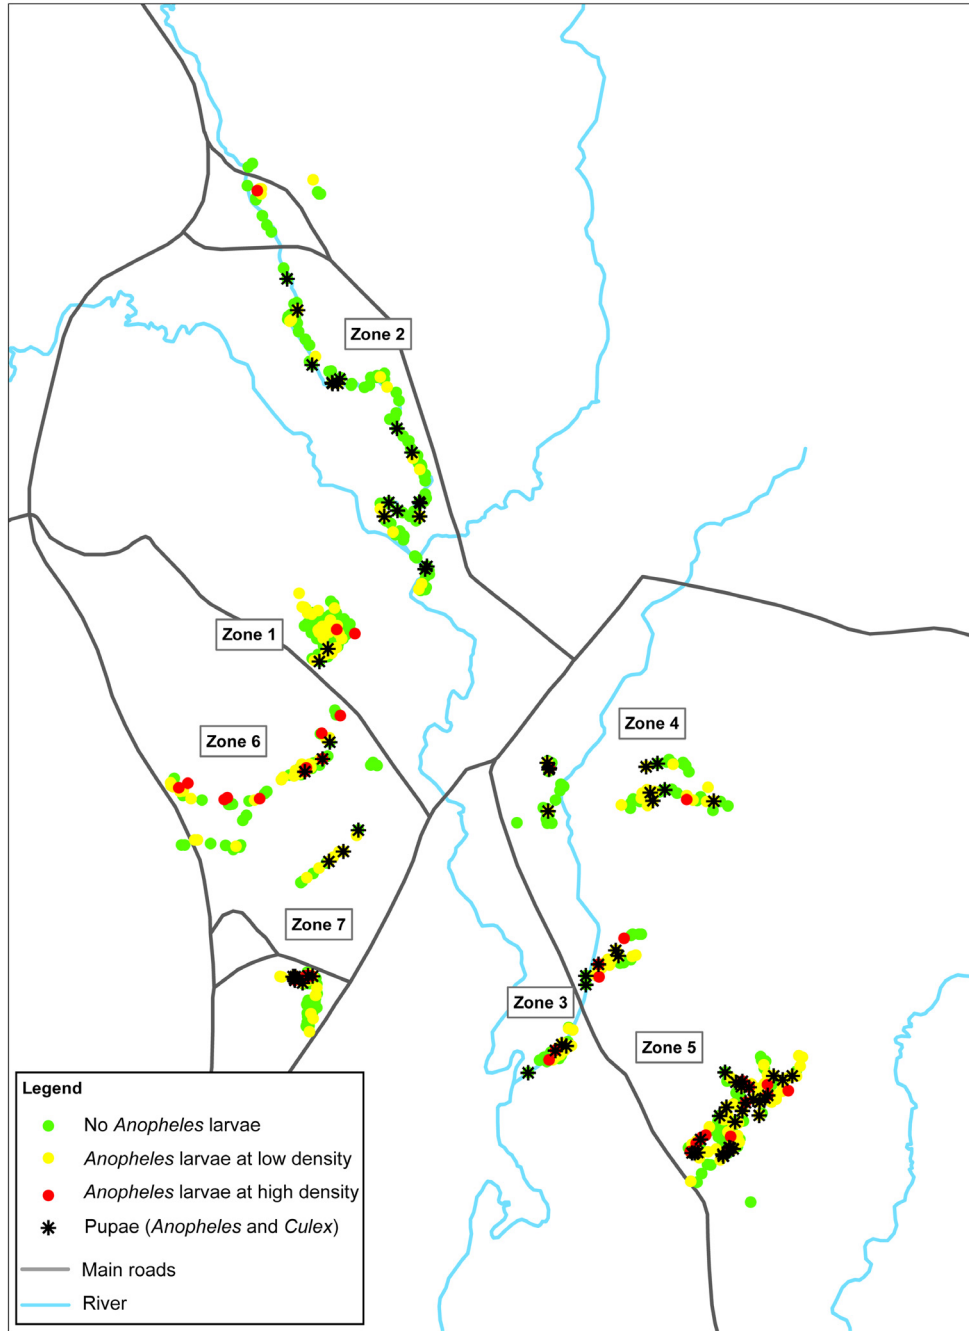 Zone 2
Zone 1
Zone 6
Zone 4
Zone 7
Zone 3
Zone 5
Legend
No Anopheles larvae
Anopheles larvae at low density
Anopheles larvae at high density
Pupae (Anopheles and Culex)
Main roads
River